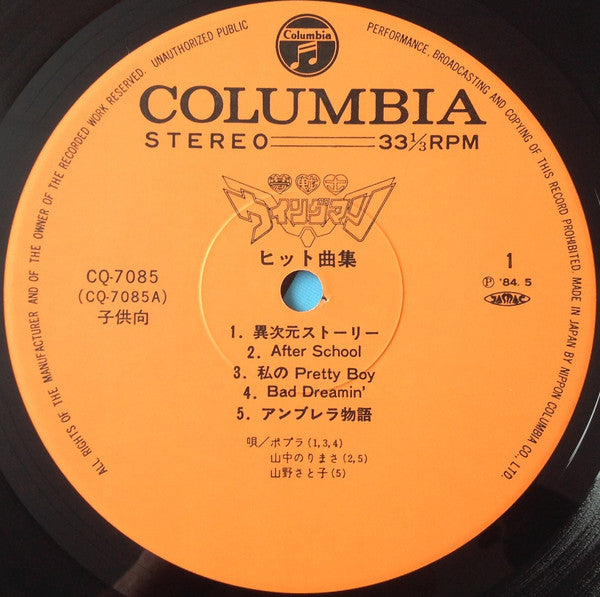 ALL RIGHTS OF THE MANUFACTURER AND OF THE OWNER OF THE RECORDED WORK RESERVED. UNAUTHORIZED PUBLIC PERFORMANCE, BROADCASTING AND COPYING OF THIS RECORD PROHIBITED. MADE IN JAPAN BY NIPPON COLUMBIA CO., LTD.
Columbia
COLUMBIA
STEREO 33⅓RPM
夢戦士
ウイングマン
ヒット曲集
CQ-7085
(CQ-7085A)
子供向
1
Ⓟ '84. 5
JASRAC
1. 異次元ストーリー
2. After School
3. 私の Pretty Boy
4. Bad Dreamin'
5. アンブレラ物語
唄／ポプラ(1,3,4)
山中のりまさ(2,5)
山野さと子(5)